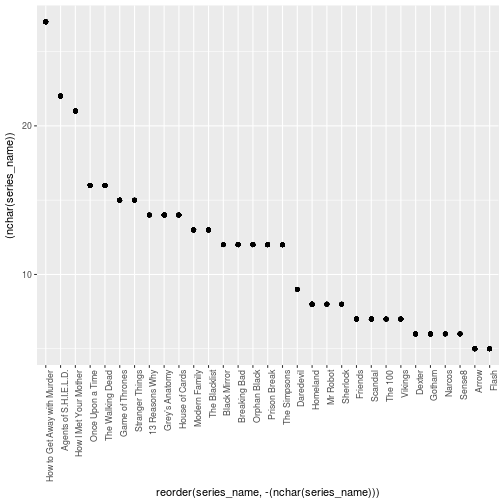 (nchar(series_name))
20
10
How to Get Away with Murder
Agents of S.H.I.E.L.D.
How I Met Your Mother
Once Upon a Time
The Walking Dead
Game of Thrones
Stranger Things
13 Reasons Why
Grey's Anatomy
House of Cards
Modern Family
The Blacklist
Black Mirror
Breaking Bad
Orphan Black
Prison Break
The Simpsons
Daredevil
Homeland
Mr Robot
Sherlock
Friends
Scandal
The 100
Vikings
Dexter
Gotham
Narcos
Sense8
Arrow
Flash
reorder(series_name, -(nchar(series_name)))